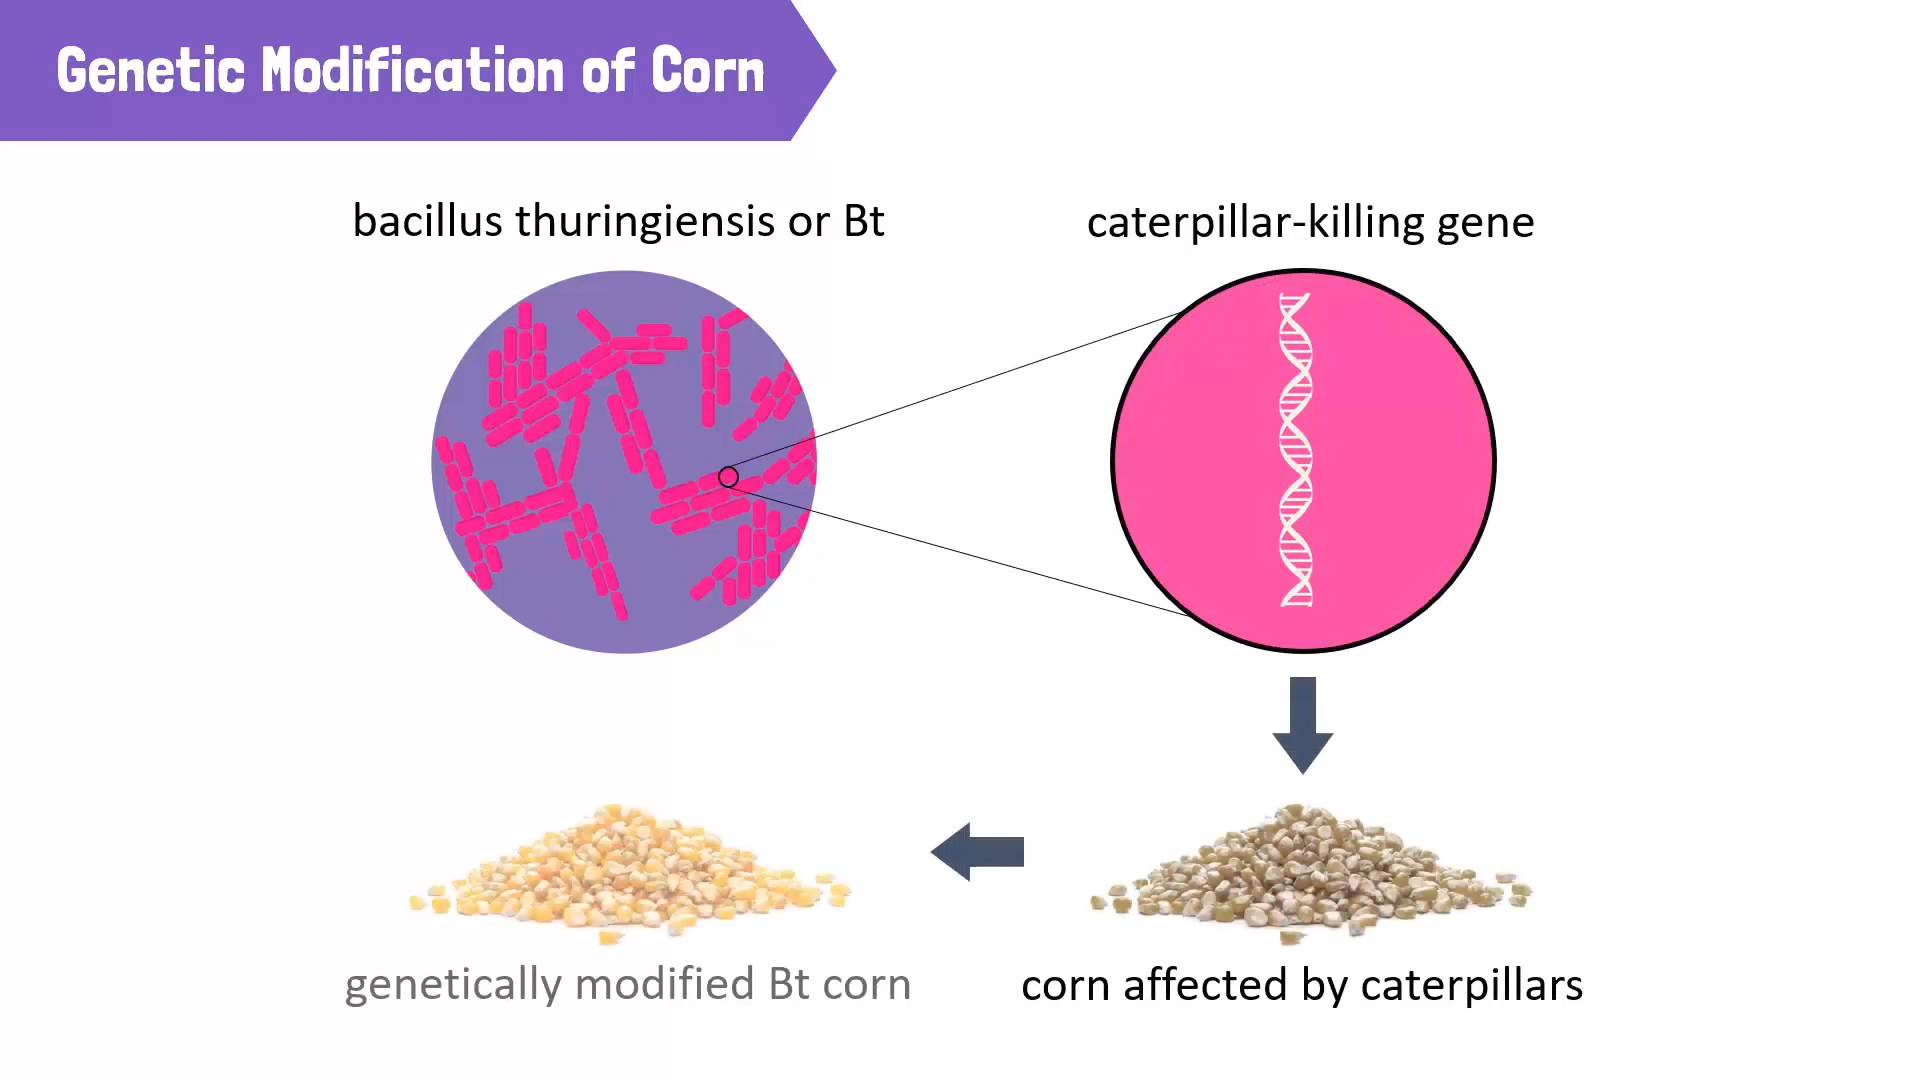 Genetic Modification of Corn
bacillus thuringiensis or Bt
caterpillar-killing gene
genetically modified Bt corn
corn affected by caterpillars